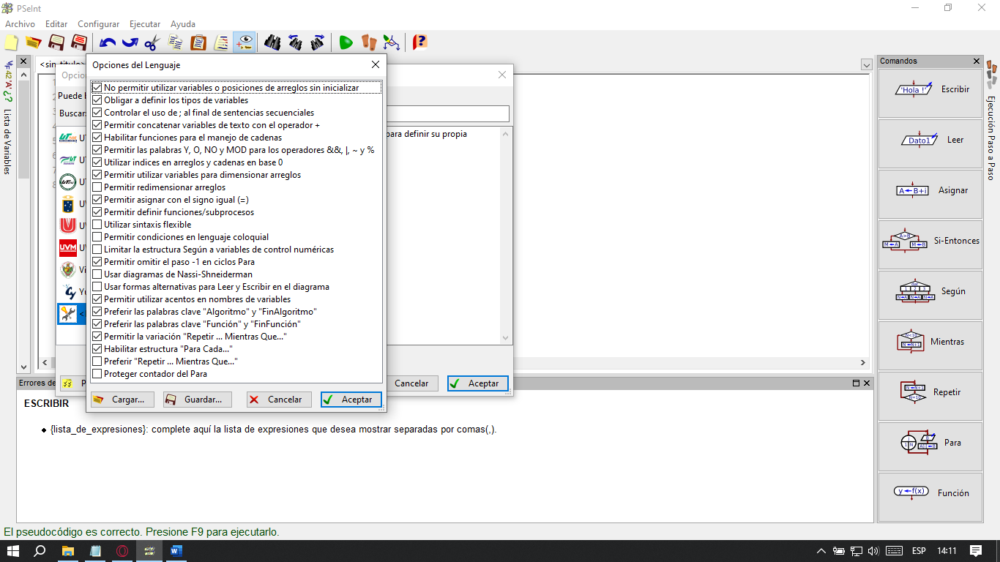 PSeInt
Archivo Editar Configurar Ejecutar Ayuda
<sin_titulo>
Lista de Variables
*+=<
42
'A'
¿?
Opciones del Lenguaje
No permitir utilizar variables o posiciones de arreglos sin inicializar
Obligar a definir los tipos de variables
Controlar el uso de ; al final de sentencias secuenciales
Permitir concatenar variables de texto con el operador +
Habilitar funciones para el manejo de cadenas
Permitir las palabras Y, O, NO y MOD para los operadores &&, |, ~ y %
Utilizar indices en arreglos y cadenas en base 0
Permitir utilizar variables para dimensionar arreglos
Permitir redimensionar arreglos
Permitir asignar con el signo igual (=)
Permitir definir funciones/subprocesos
Utilizar sintaxis flexible
Permitir condiciones en lenguaje coloquial
Limitar la estructura Según a variables de control numéricas
Permitir omitir el paso -1 en ciclos Para
Usar diagramas de Nassi-Shneiderman
Usar formas alternativas para Leer y Escribir en el diagrama
Permitir utilizar acentos en nombres de variables
Preferir las palabras clave "Algoritmo" y "FinAlgoritmo"
Preferir las palabras clave "Función" y "FinFunción"
Permitir la variación "Repetir ... Mientras Que..."
Habilitar estructura "Para Cada..."
Preferir "Repetir ... Mientras Que..."
Proteger contador del Para
Cargar... Guardar... Cancelar Aceptar
Opcio
Puede
Buscar:
para definir su propia
UVM
Cancelar Aceptar
Errores de
ESCRIBIR
{lista_de_expresiones}: complete aquí la lista de expresiones que desea mostrar separadas por comas(,).
Comandos
'Hola !' Escribir
Dato1 Leer
A←B+i Asignar
A>B M←A M←B Si-Entonces
dat 1 2 3 N←A N←A N←A Según
N<10 N←N+1 Mientras
N←N+1 N=10 Repetir
Para
y←f(x) Función
Ejecución Paso a Paso
El pseudocódigo es correcto. Presione F9 para ejecutarlo.
ESP 14:11